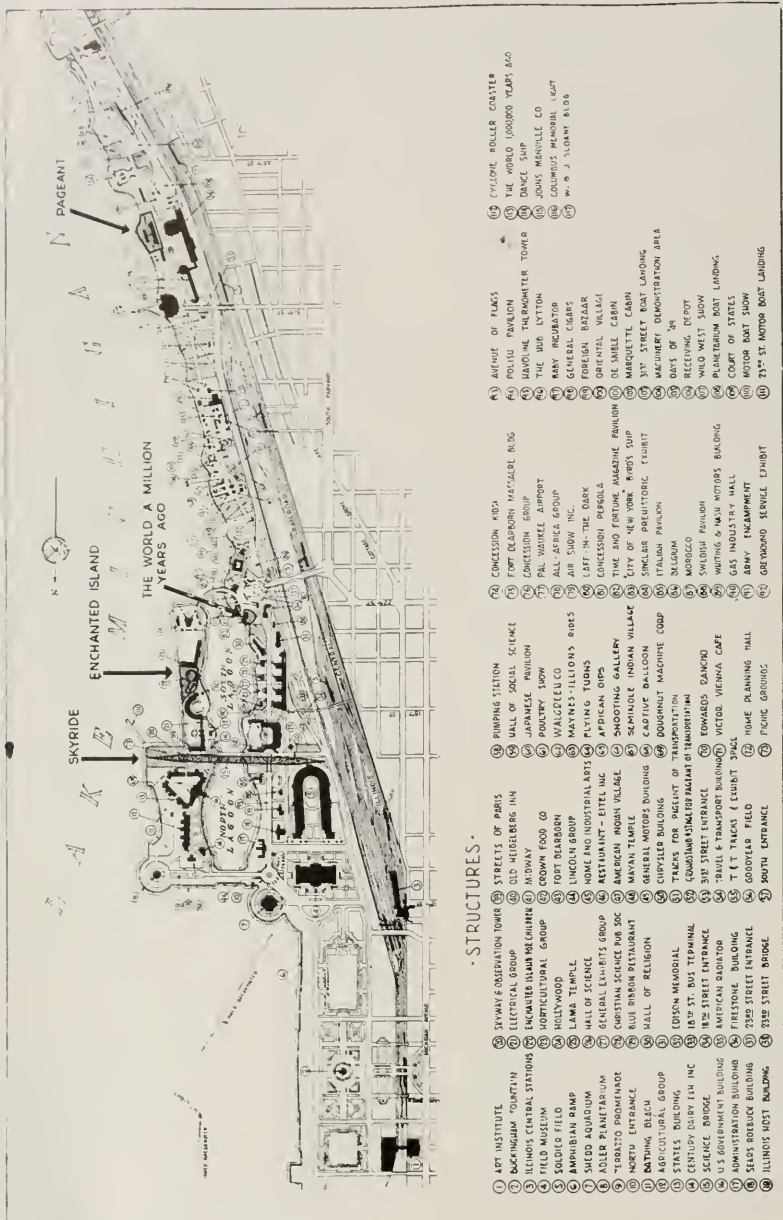 PAGEANT
THE WORLD A MILLION
YEARS AGO
ENCHANTED ISLAND
SKYRIDE
N
L A K E
NORTH
LAGOON
SOUTH
LAGOON
ILLINOIS
CENTRAL
RAILROAD
SOUTH PARKWAY
MICHIGAN AVENUE
· STRUCTURES ·
1 ART INSTITUTE
2 BUCKINGHAM FOUNTAIN
3 ILLINOIS CENTRAL STATIONS
4 FIELD MUSEUM
5 SOLDIER FIELD
6 AMPHIBIAN RAMP
7 SHEDD AQUARIUM
8 ADLER PLANETARIUM
9 TERRAZZO PROMENADE
10 NORTH ENTRANCE
11 BATHING BEACH
12 AGRICULTURAL GROUP
13 STATES BUILDING
14 CENTURY DAIRY EXH INC
15 SCIENCE BRIDGE
16 U S GOVERNMENT BUILDING
17 ADMINISTRATION BUILDING
18 SEARS ROEBUCK BUILDING
19 ILLINOIS HOST BUILDING
20 SKYWAY & OBSERVATION TOWER
21 ELECTRICAL GROUP
22 ENCHANTED ISLAND FOR CHILDREN
23 HORTICULTURAL GROUP
24 HOLLYWOOD
25 LAMA TEMPLE
26 HALL OF SCIENCE
27 GENERAL EXHIBITS GROUP
28 CHRISTIAN SCIENCE PUB SOC
29 BLUE RIBBON RESTAURANT
30 HALL OF RELIGION
31
32 EDISON MEMORIAL
33 18TH ST. BUS TERMINAL
34 18TH STREET ENTRANCE
35 AMERICAN RADIATOR
36 FIRESTONE BUILDING
37 23RD STREET ENTRANCE
38 23RD STREET BRIDGE
39 STREETS OF PARIS
40 OLD HEIDELBERG INN
41 MIDWAY
42 CROWN FOOD CO
43 FORT DEARBORN
44 LINCOLN GROUP
45 HOME AND INDUSTRIAL ARTS
46 RESTAURANT - EITEL INC
47 AMERICAN INDIAN VILLAGE
48 MAYAN TEMPLE
49 GENERAL MOTORS BUILDING
50 CHRYSLER BUILDING
51 TRACKS FOR PAGEANT OF TRANSPORTATION
52 GRANDSTAND & STAGE FOR PAGEANT OF TRANSPORTATION
53 31ST STREET ENTRANCE
54 TRAVEL & TRANSPORT BUILDING
55 T & T TRACKS & EXHIBIT SPACE
56 GOODYEAR FIELD
57 SOUTH ENTRANCE
58 PUMPING STATION
59 HALL OF SOCIAL SCIENCE
60 JAPANESE PAVILION
61 POULTRY SHOW
62 WALGREEN CO
63 MAYNES-ILLIONS RIDES
64 FLYING TURNS
65 AFRICAN DIPS
66 SHOOTING GALLERY
67 SEMINOLE INDIAN VILLAGE
68 CAPTIVE BALLOON
69 DOUGHNUT MACHINE CORP
70 EDWARDS RANCHO
71 VICTOR VIENNA CAFE
72 HOME PLANNING HALL
73 PICNIC GROUNDS
74 CONCESSION KIOSK
75 FORT DEARBORN MASSACRE BLDG
76 CONCESSION GROUP
77 PAL WAUKEE AIRPORT
78 ALL-AFRICA GROUP
79 AIR SHOW INC.
80 LAFF-IN-THE DARK
81 CONCESSION PERGOLA
82 TIME AND FORTUNE MAGAZINE PAVILION
83 "CITY OF NEW YORK" BYRD'S SHIP
84 SINCLAIR PREHISTORIC EXHIBIT
85 ITALIAN PAVILION
86 BELGIUM
87 MOROCCO
88 SWEDISH PAVILION
89 WHITING & NASH MOTORS BUILDING
90 GAS INDUSTRY HALL
91 ARMY ENCAMPMENT
92 GREYHOUND SERVICE EXHIBIT
93 AVENUE OF FLAGS
94 POLISH PAVILION
95 HAVOLINE THERMOMETER TOWER
96 THE HUB LYTTON
97 BABY INCUBATOR
98 GENERAL CIGARS
99 FOREIGN BAZAAR
100 ORIENTAL VILLAGE
101 DE SAIBLE CABIN
102 MARQUETTE CABIN
103 31ST STREET BOAT LANDING
104 MACHINERY DEMONSTRATION AREA
105 DAYS OF '49
106 RECEIVING DEPOT
107 WILD WEST SHOW
108 PLANETARIUM BOAT LANDING
109 COURT OF STATES
110 MOTOR BOAT SHOW
111 23RD ST. MOTOR BOAT LANDING
112 CYCLONE ROLLER COASTER
113 THE WORLD 1,000,000 YEARS AGO
114 DANCE SHIP
115 JOHNS MANVILLE CO
116 COLUMBUS MEMORIAL LIGHT
117 W. & J SLOANE BLDG